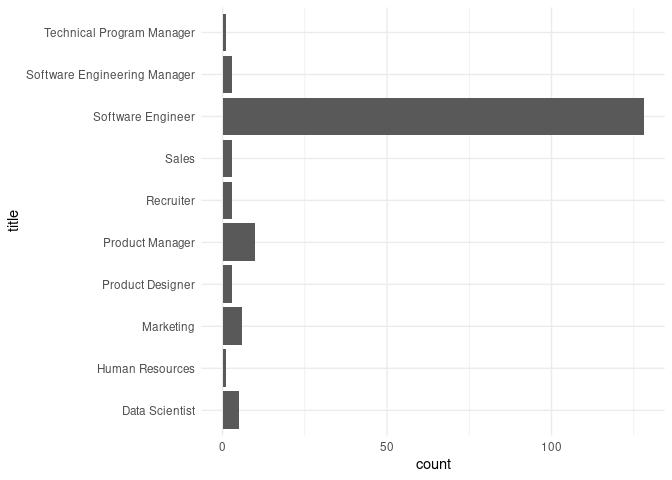 Technical Program Manager
Software Engineering Manager
Software Engineer
Sales
Recruiter
Product Manager
Product Designer
Marketing
Human Resources
Data Scientist
title
0 50 100
count